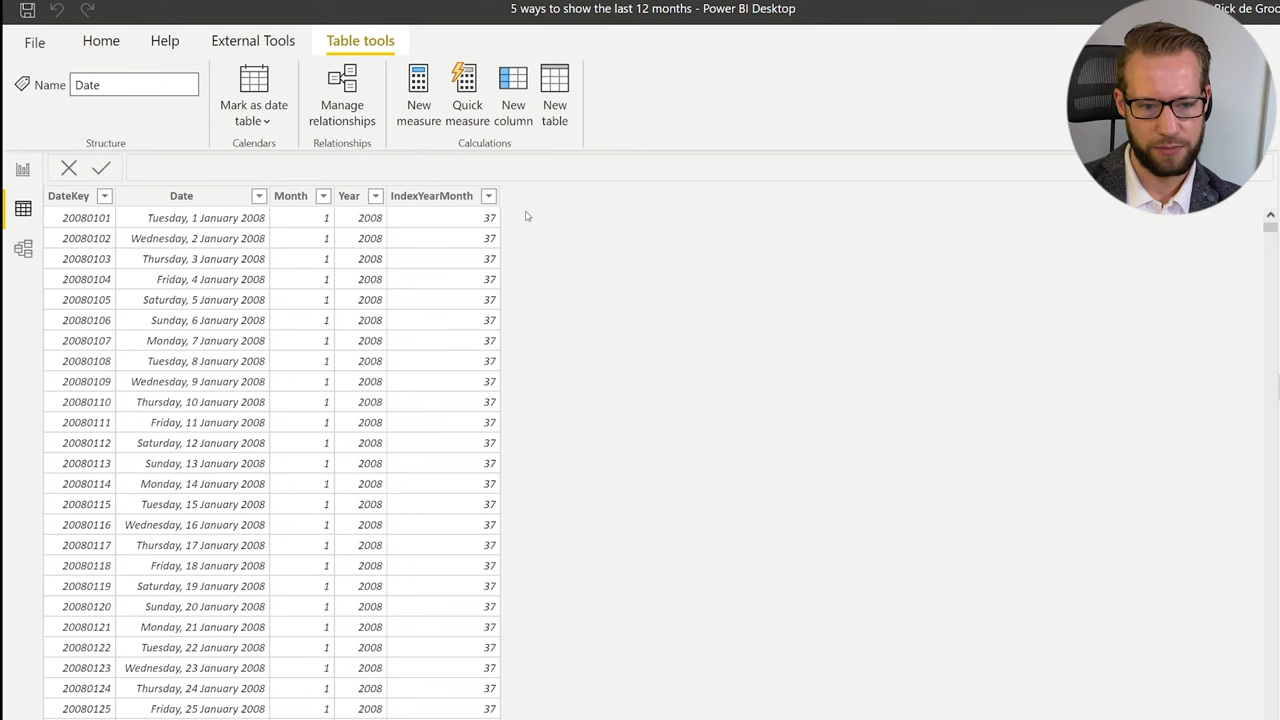 5 ways to show the last 12 months - Power BI Desktop
Rick de Groo
File Home Help External Tools Table tools
Name Date
Mark as date table
Manage relationships
New measure
Quick measure
New column
New table
Structure Calendars Relationships Calculations
DateKey Date Month Year IndexYearMonth
20080101 Tuesday, 1 January 2008 1 2008 37
20080102 Wednesday, 2 January 2008 1 2008 37
20080103 Thursday, 3 January 2008 1 2008 37
20080104 Friday, 4 January 2008 1 2008 37
20080105 Saturday, 5 January 2008 1 2008 37
20080106 Sunday, 6 January 2008 1 2008 37
20080107 Monday, 7 January 2008 1 2008 37
20080108 Tuesday, 8 January 2008 1 2008 37
20080109 Wednesday, 9 January 2008 1 2008 37
20080110 Thursday, 10 January 2008 1 2008 37
20080111 Friday, 11 January 2008 1 2008 37
20080112 Saturday, 12 January 2008 1 2008 37
20080113 Sunday, 13 January 2008 1 2008 37
20080114 Monday, 14 January 2008 1 2008 37
20080115 Tuesday, 15 January 2008 1 2008 37
20080116 Wednesday, 16 January 2008 1 2008 37
20080117 Thursday, 17 January 2008 1 2008 37
20080118 Friday, 18 January 2008 1 2008 37
20080119 Saturday, 19 January 2008 1 2008 37
20080120 Sunday, 20 January 2008 1 2008 37
20080121 Monday, 21 January 2008 1 2008 37
20080122 Tuesday, 22 January 2008 1 2008 37
20080123 Wednesday, 23 January 2008 1 2008 37
20080124 Thursday, 24 January 2008 1 2008 37
20080125 Friday, 25 January 2008 1 2008 37